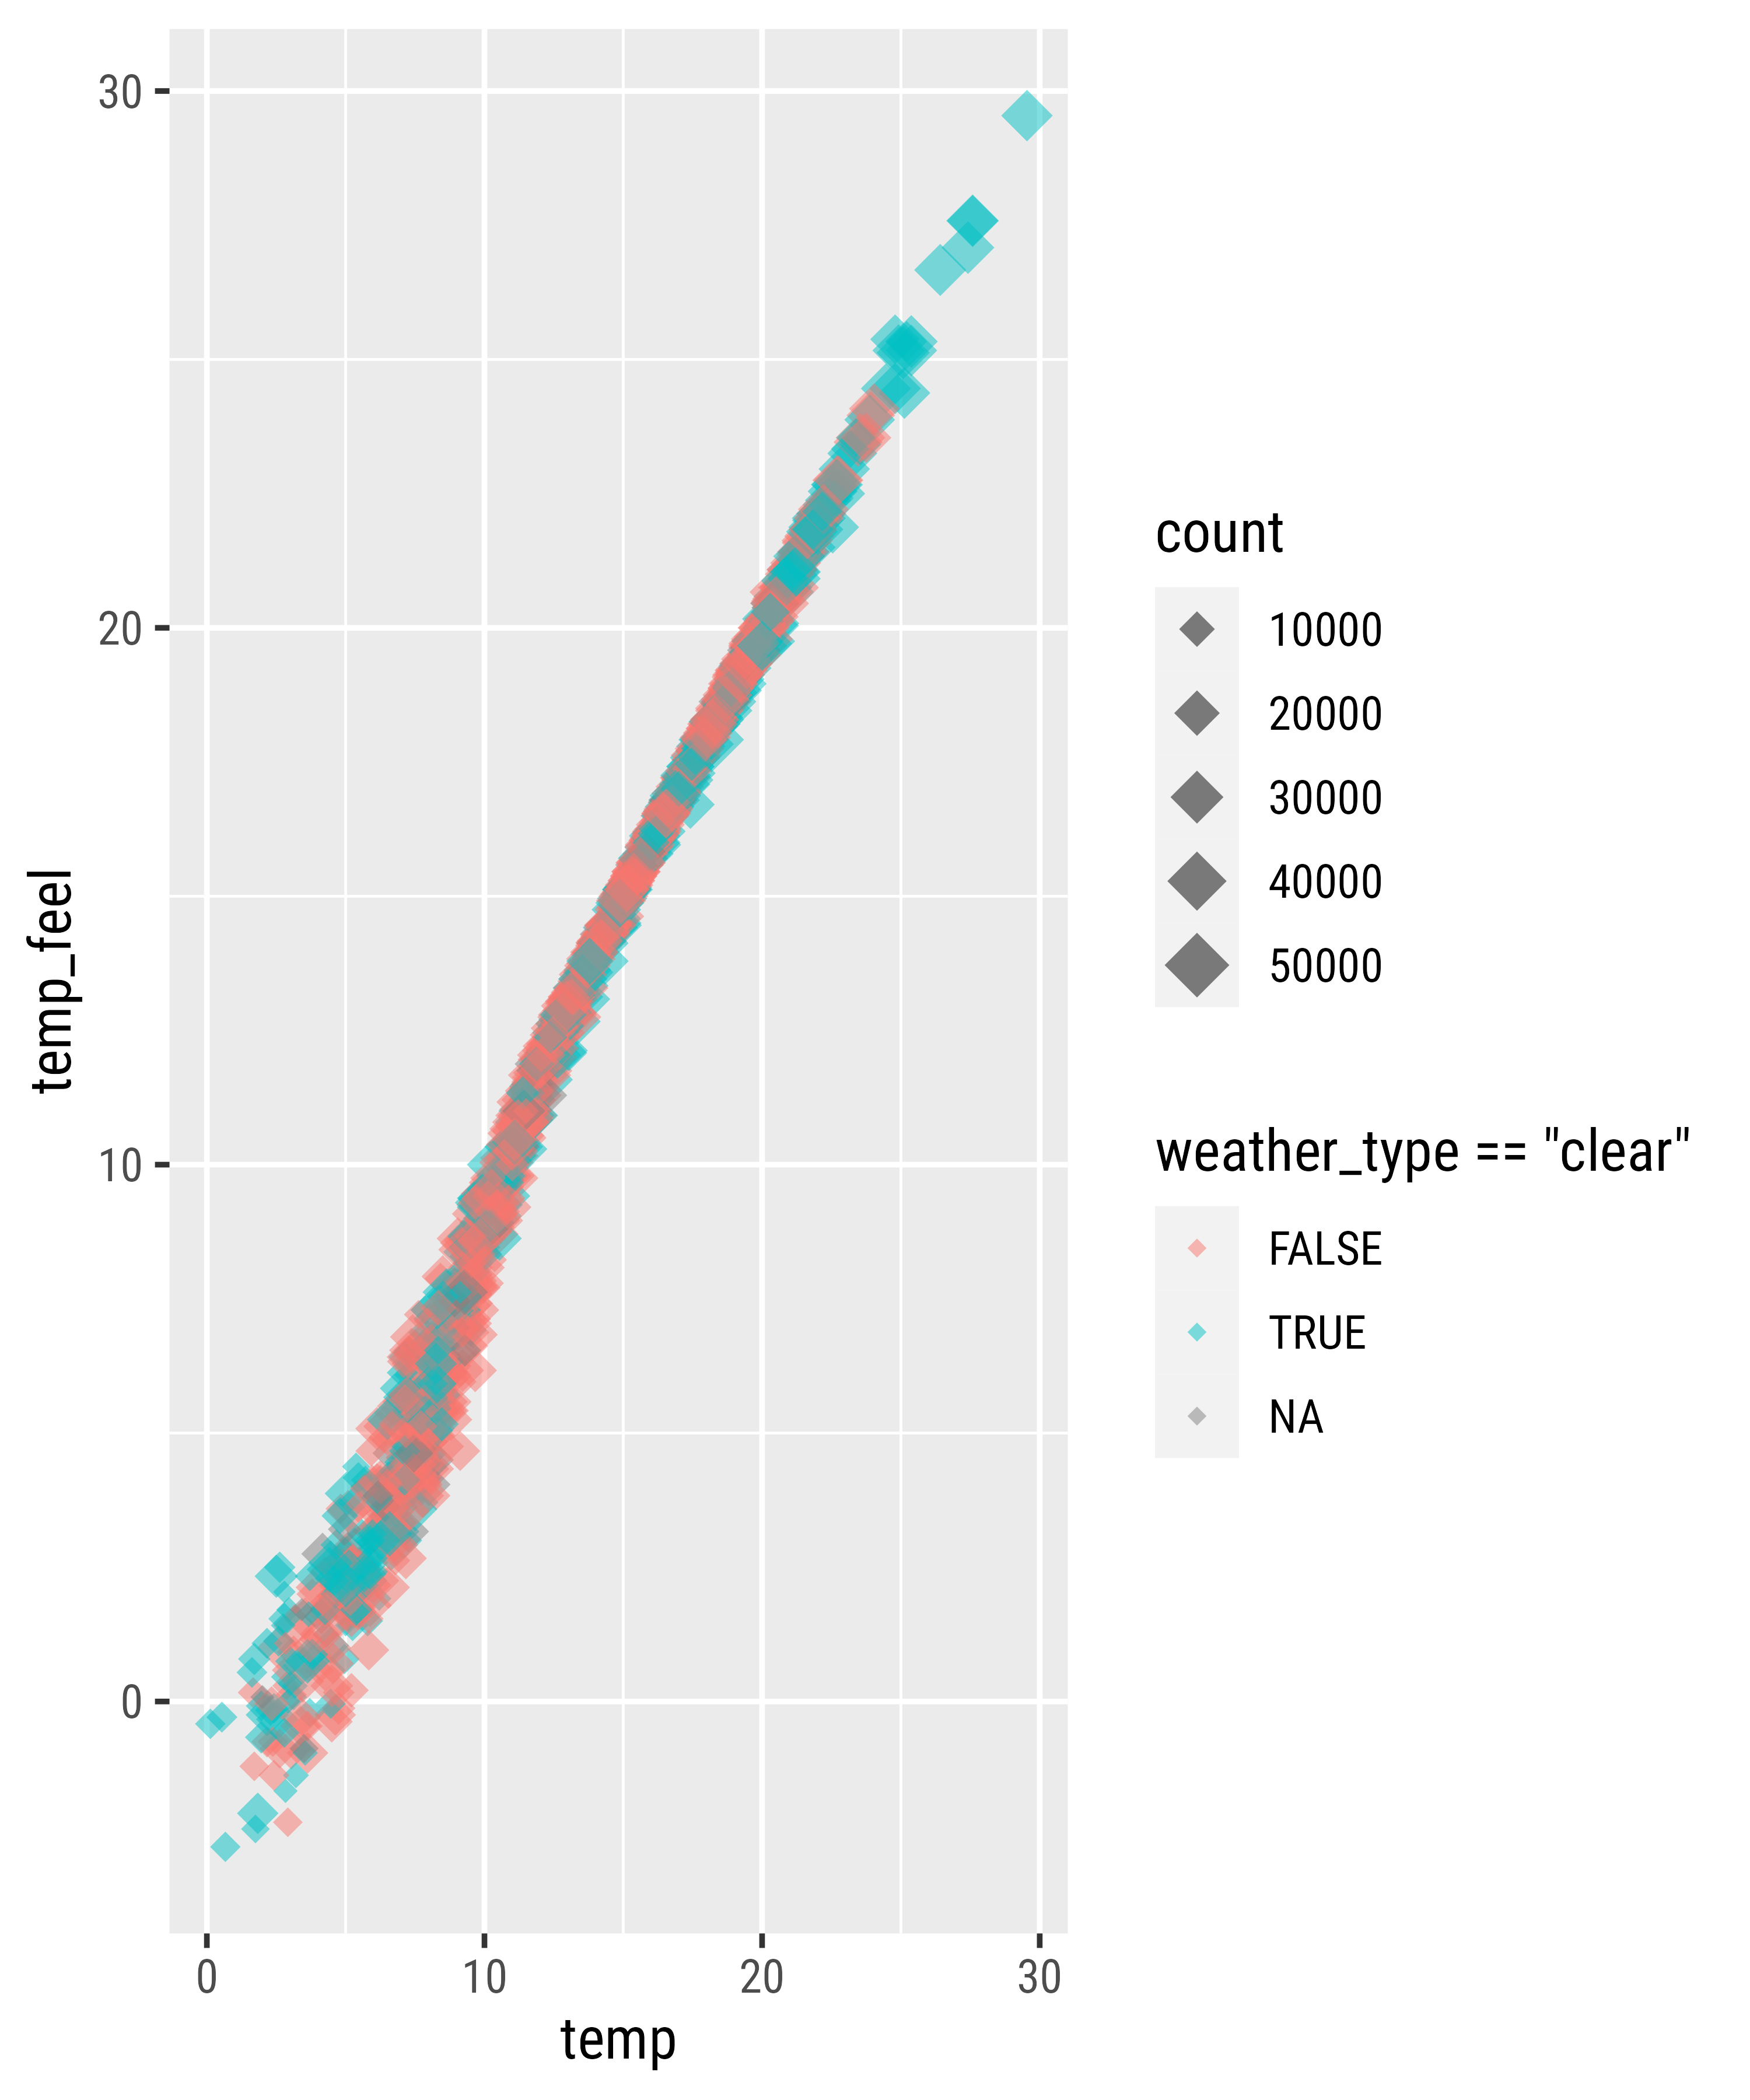 30
20
10
0
temp_feel
0 10 20 30
temp
count
10000
20000
30000
40000
50000
weather_type == "clear"
FALSE
TRUE
NA